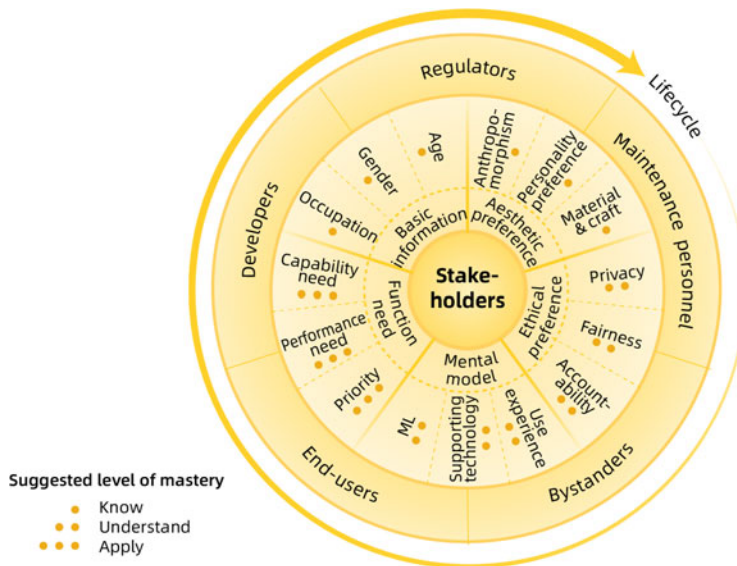 Regulators
Lifecycle
Maintenance personnel
Bystanders
End-users
Developers
Age
Gender
Occupation
Basic
information
Anthropo-
morphism
Personality
preference
Material
& craft
Aesthetic
preference
Privacy
Fairness
Account-
ability
Ethical
preference
Use
experience
Supporting
technology
ML
Mental
model
Priority
Performance
need
Capability
need
Function
need
Stake-
holders
Suggested level of mastery
Know
Understand
Apply